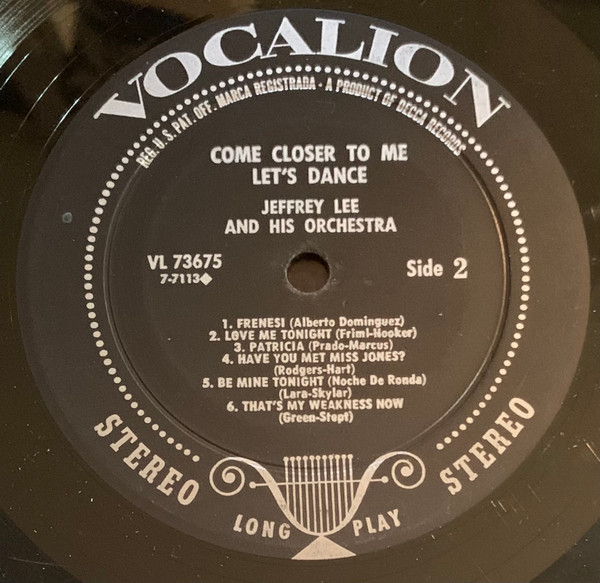 VOCALION
REG. U.S. PAT. OFF. MARCA REGISTRADA · A PRODUCT OF DECCA RECORDS
COME CLOSER TO ME
LET'S DANCE
JEFFREY LEE
AND HIS ORCHESTRA
VL 73675
7-7113◆
Side 2
1. FRENESI (Alberto Dominguez)
2. LOVE ME TONIGHT (Friml-Hooker)
3. PATRICIA (Prado-Marcus)
4. HAVE YOU MET MISS JONES?
(Rodgers-Hart)
5. BE MINE TONIGHT (Noche De Ronda)
(Lara-Skylar)
6. THAT'S MY WEAKNESS NOW
(Green-Stept)
STEREO
STEREO
LONG PLAY